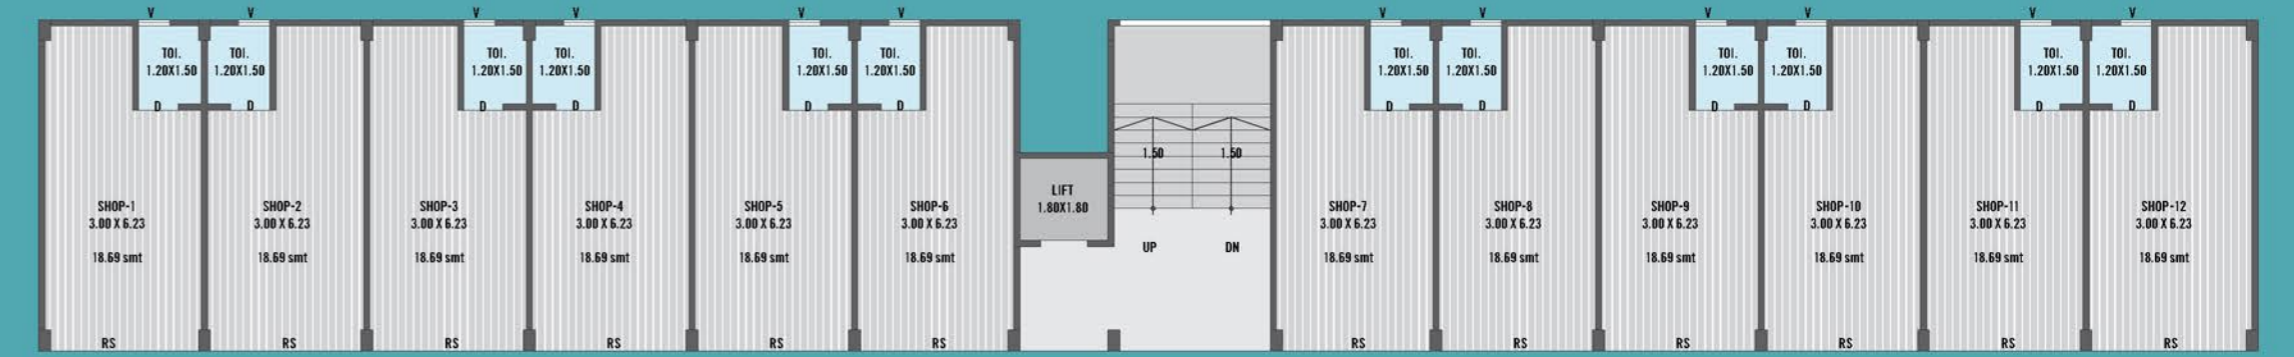 V V V V V V V V V V V V
TOI. TOI. TOI. TOI. TOI. TOI. TOI. TOI. TOI. TOI. TOI. TOI.
1.20X1.50 1.20X1.50 1.20X1.50 1.20X1.50 1.20X1.50 1.20X1.50 1.20X1.50 1.20X1.50 1.20X1.50 1.20X1.50 1.20X1.50 1.20X1.50
D D D D D D D D D D D D
1.50 1.50
LIFT
1.80X1.80
SHOP-1 SHOP-2 SHOP-3 SHOP-4 SHOP-5 SHOP-6 SHOP-7 SHOP-8 SHOP-9 SHOP-10 SHOP-11 SHOP-12
3.00 X 6.23 3.00 X 6.23 3.00 X 6.23 3.00 X 6.23 3.00 X 6.23 3.00 X 6.23 3.00 X 6.23 3.00 X 6.23 3.00 X 6.23 3.00 X 6.23 3.00 X 6.23 3.00 X 6.23
UP DN
18.69 smt 18.69 smt 18.69 smt 18.69 smt 18.69 smt 18.69 smt 18.69 smt 18.69 smt 18.69 smt 18.69 smt 18.69 smt 18.69 smt
RS RS RS RS RS RS RS RS RS RS RS RS